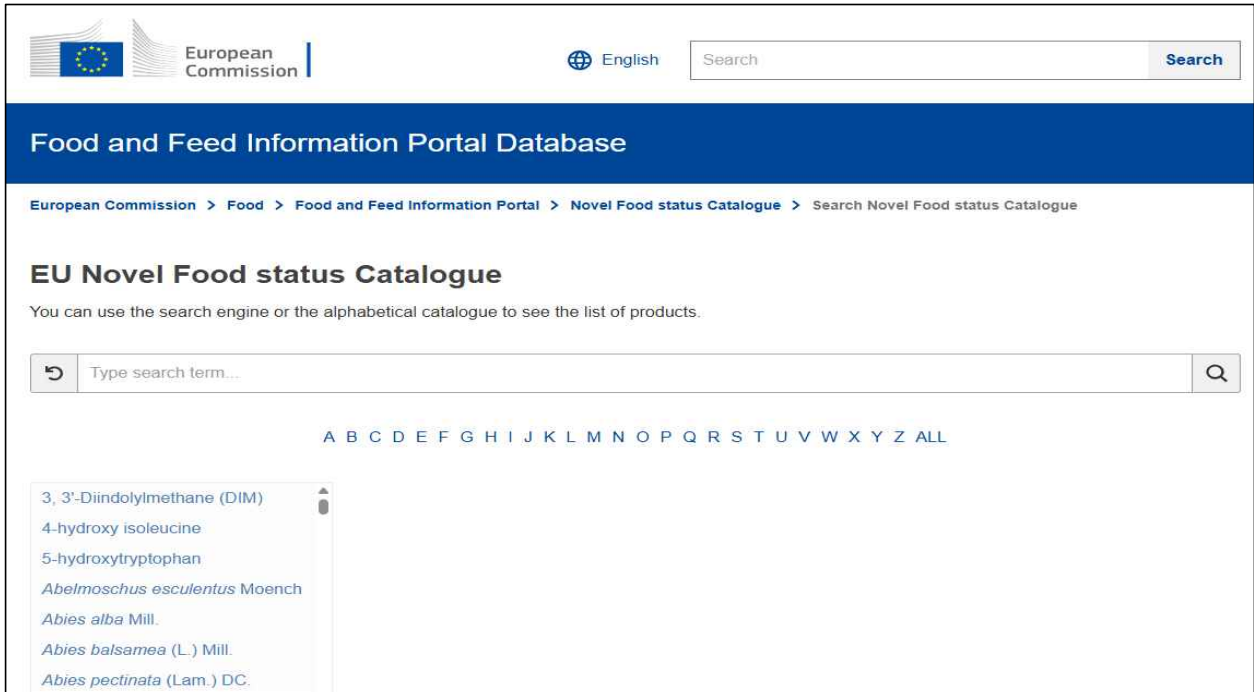 European
Commission
English
Search
Search
Food and Feed Information Portal Database
European Commission > Food > Food and Feed Information Portal > Novel Food status Catalogue > Search Novel Food status Catalogue
EU Novel Food status Catalogue
You can use the search engine or the alphabetical catalogue to see the list of products.
Type search term...
A B C D E F G H I J K L M N O P Q R S T U V W X Y Z ALL
3, 3'-Diindolylmethane (DIM)
4-hydroxy isoleucine
5-hydroxytryptophan
Abelmoschus esculentus Moench
Abies alba Mill.
Abies balsamea (L.) Mill.
Abies pectinata (Lam.) DC.